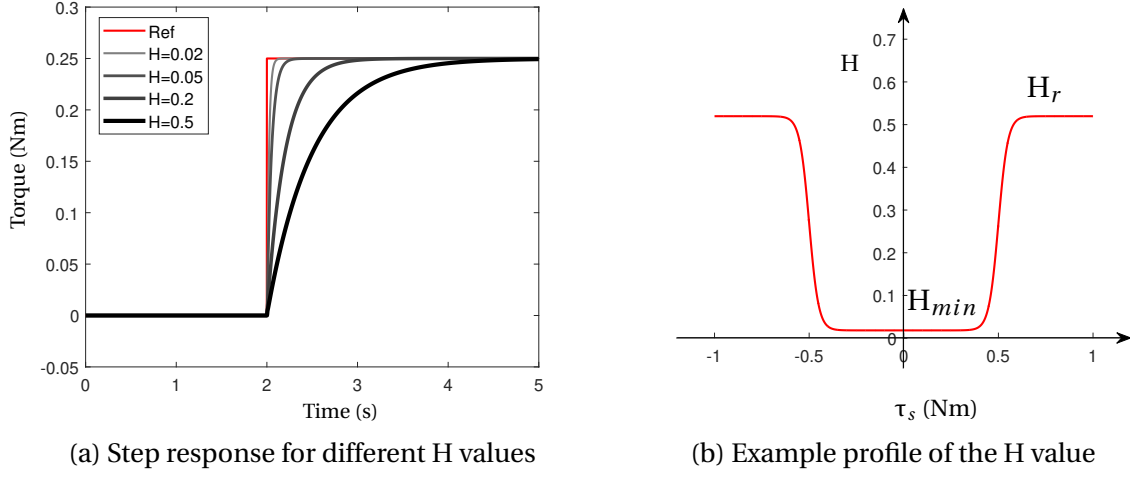 0.3
0.25
0.2
0.15
0.1
0.05
0
-0.05
Torque (Nm)
Ref
H=0.02
H=0.05
H=0.2
H=0.5
0 1 2 3 4 5
Time (s)
(a) Step response for different H values
0.7
0.6
0.5
0.4
0.3
0.2
0.1
0
H
H_r
H_min
-1 -0.5 0 0.5 1
τ_s (Nm)
(b) Example profile of the H value